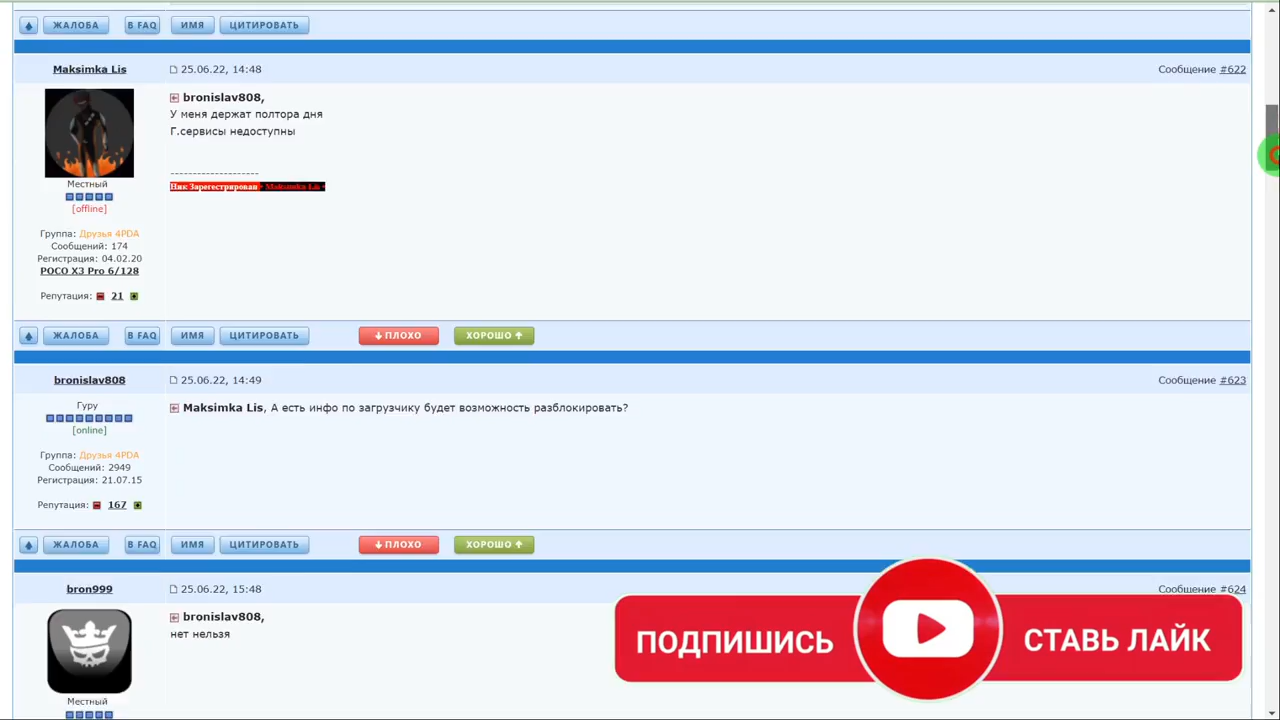 ЖАЛОБА В FAQ ИМЯ ЦИТИРОВАТЬ
Maksimka Lis 25.06.22, 14:48 Сообщение #622
bronislav808,
У меня держат полтора дня
Г.сервисы недоступны
--------------------
Ник Зарегестрирован • Maksimka Lis •
Местный
[offline]
Группа: Друзья 4PDA
Сообщений: 174
Регистрация: 04.02.20
POCO X3 Pro 6/128
Репутация: 21
ЖАЛОБА В FAQ ИМЯ ЦИТИРОВАТЬ ПЛОХО ХОРОШО
bronislav808 25.06.22, 14:49 Сообщение #623
Maksimka Lis, А есть инфо по загрузчику будет возможность разблокировать?
Гуру
[online]
Группа: Друзья 4PDA
Сообщений: 2949
Регистрация: 21.07.15
Репутация: 167
ЖАЛОБА В FAQ ИМЯ ЦИТИРОВАТЬ ПЛОХО ХОРОШО
bron999 25.06.22, 15:48 Сообщение #624
bronislav808,
нет нельзя
Местный
ПОДПИШИСЬ СТАВЬ ЛАЙК